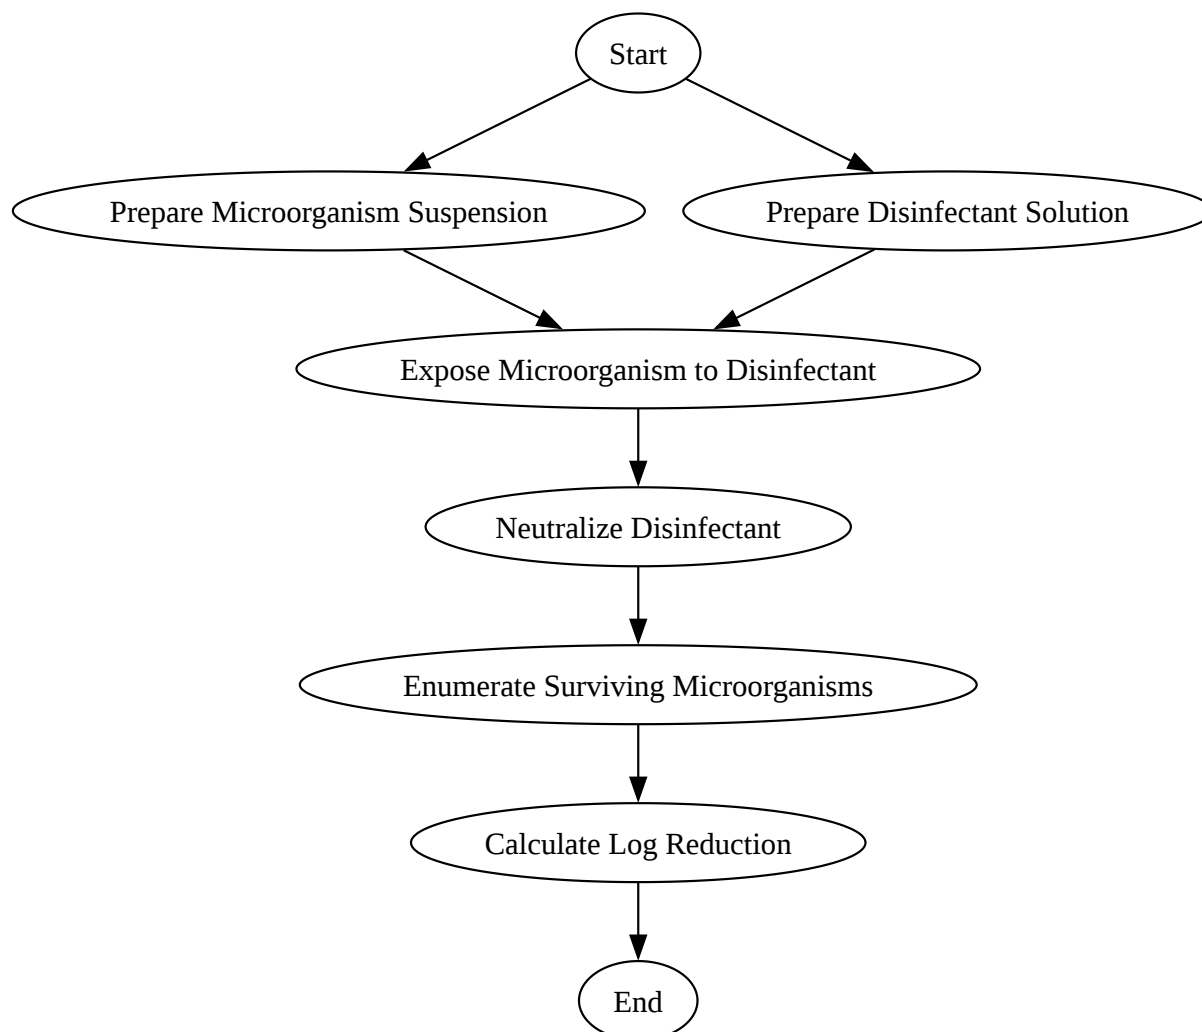 Start
Prepare Microorganism Suspension
Prepare Disinfectant Solution
Expose Microorganism to Disinfectant
Neutralize Disinfectant
Enumerate Surviving Microorganisms
Calculate Log Reduction
End